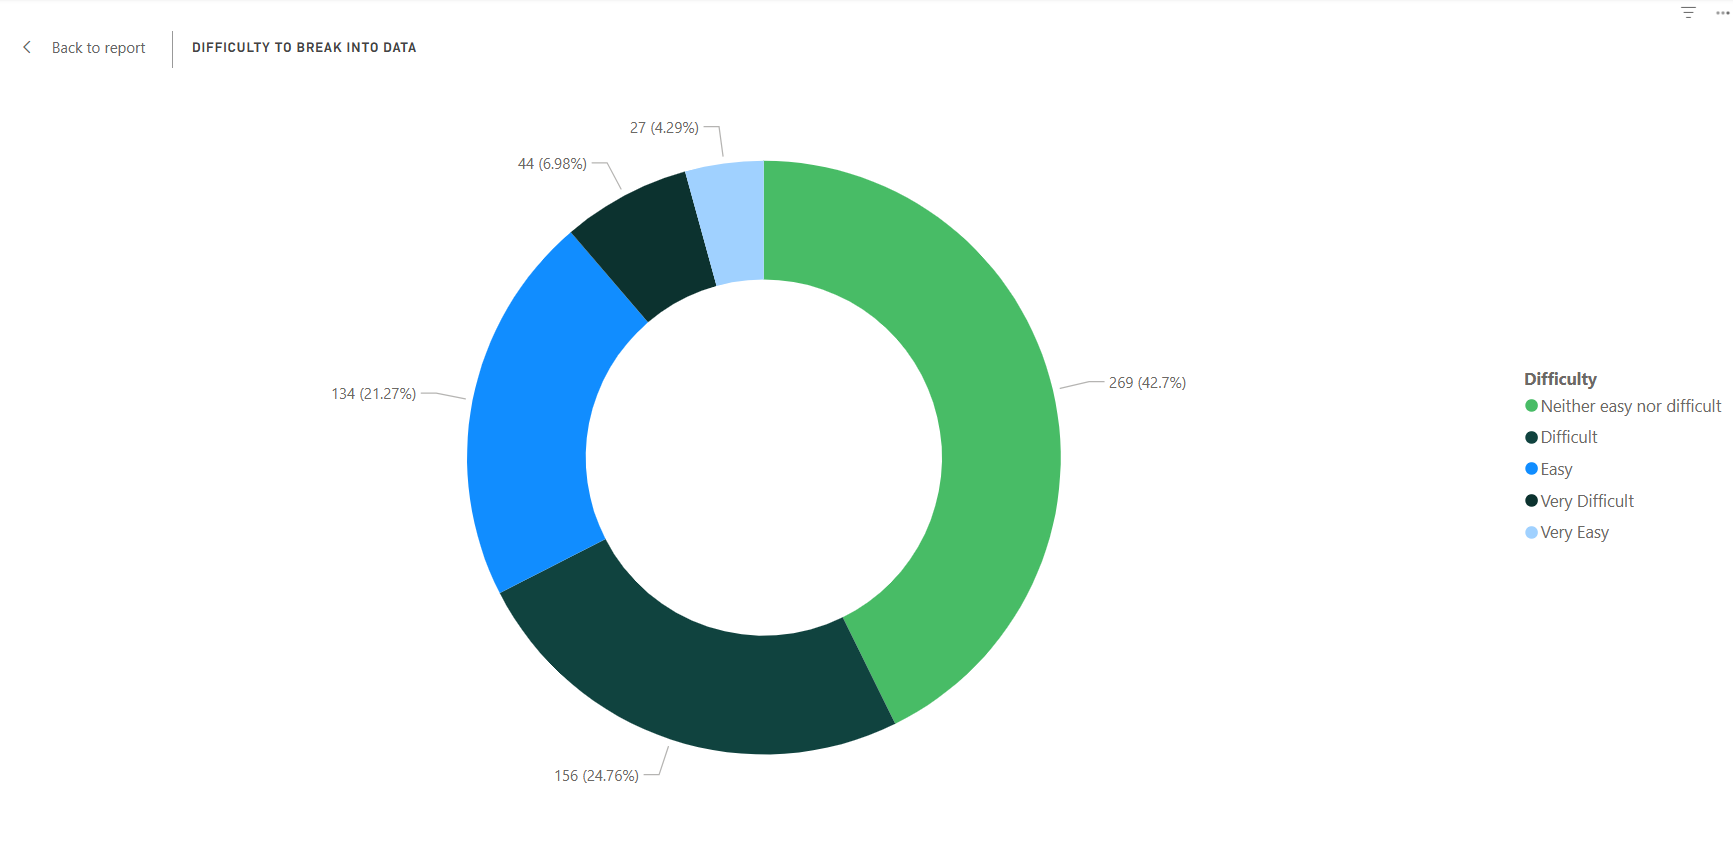 Back to report
DIFFICULTY TO BREAK INTO DATA
27 (4.29%)
44 (6.98%)
269 (42.7%)
134 (21.27%)
156 (24.76%)
Difficulty
Neither easy nor difficult
Difficult
Easy
Very Difficult
Very Easy